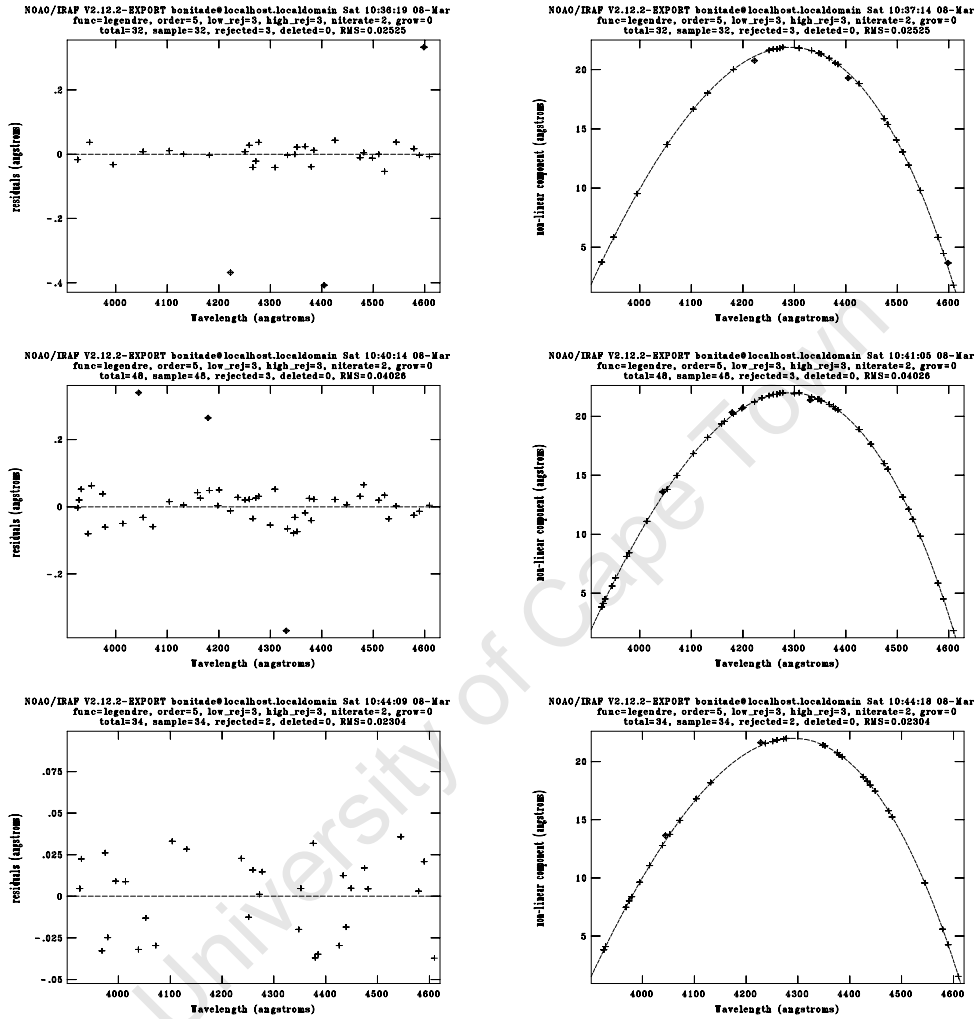 NOAO/IRAF V2.12.2-EXPORT bonitade@localhost.localdomain Sat 10:36:19 08-Mar
func=legendre, order=5, low_rej=3, high_rej=3, niterate=2, grow=0
total=32, sample=32, rejected=3, deleted=0, RMS=0.02525
.2
0
-.2
-.4
residuals (angstroms)
4000 4100 4200 4300 4400 4500 4600
Wavelength (angstroms)
NOAO/IRAF V2.12.2-EXPORT bonitade@localhost.localdomain Sat 10:37:14 08-Mar
func=legendre, order=5, low_rej=3, high_rej=3, niterate=2, grow=0
total=32, sample=32, rejected=3, deleted=0, RMS=0.02525
20
15
10
5
non-linear component (angstroms)
4000 4100 4200 4300 4400 4500 4600
Wavelength (angstroms)
NOAO/IRAF V2.12.2-EXPORT bonitade@localhost.localdomain Sat 10:40:14 08-Mar
func=legendre, order=5, low_rej=3, high_rej=3, niterate=2, grow=0
total=48, sample=48, rejected=3, deleted=0, RMS=0.04026
.2
0
-.2
residuals (angstroms)
4000 4100 4200 4300 4400 4500 4600
Wavelength (angstroms)
NOAO/IRAF V2.12.2-EXPORT bonitade@localhost.localdomain Sat 10:41:05 08-Mar
func=legendre, order=5, low_rej=3, high_rej=3, niterate=2, grow=0
total=48, sample=48, rejected=3, deleted=0, RMS=0.04026
20
15
10
5
non-linear component (angstroms)
4000 4100 4200 4300 4400 4500 4600
Wavelength (angstroms)
NOAO/IRAF V2.12.2-EXPORT bonitade@localhost.localdomain Sat 10:44:09 08-Mar
func=legendre, order=5, low_rej=3, high_rej=3, niterate=2, grow=0
total=34, sample=34, rejected=2, deleted=0, RMS=0.02304
.075
.05
.025
0
-.025
-.05
residuals (angstroms)
4000 4100 4200 4300 4400 4500 4600
Wavelength (angstroms)
NOAO/IRAF V2.12.2-EXPORT bonitade@localhost.localdomain Sat 10:44:18 08-Mar
func=legendre, order=5, low_rej=3, high_rej=3, niterate=2, grow=0
total=34, sample=34, rejected=2, deleted=0, RMS=0.02304
20
15
10
5
non-linear component (angstroms)
4000 4100 4200 4300 4400 4500 4600
Wavelength (angstroms)
University of Cape Town